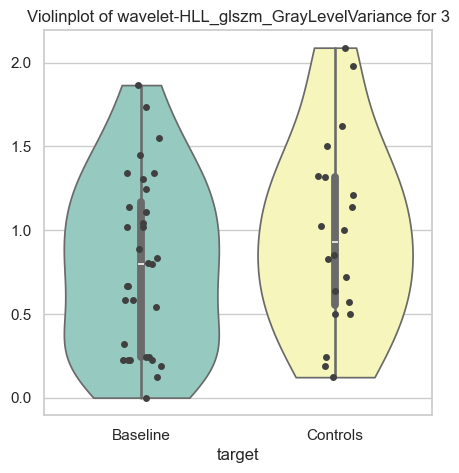 Violinplot of wavelet-HLL_glszm_GrayLevelVariance for 3
2.0
1.5
1.0
0.5
0.0
Baseline
Controls
target